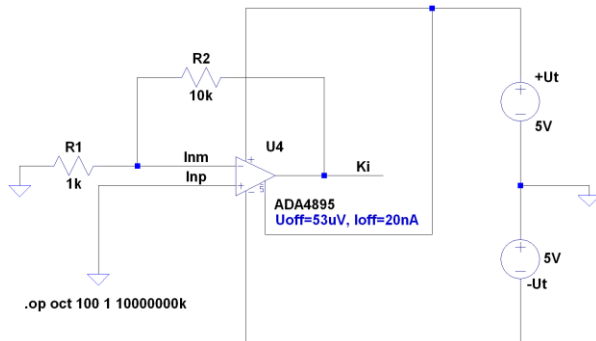 R2
10k
+Ut
5V
R1
1k
Inm
Inp
U4
Ki
5
ADA4895
Uoff=53uV, Ioff=20nA
5V
-Ut
.op oct 100 1 10000000k